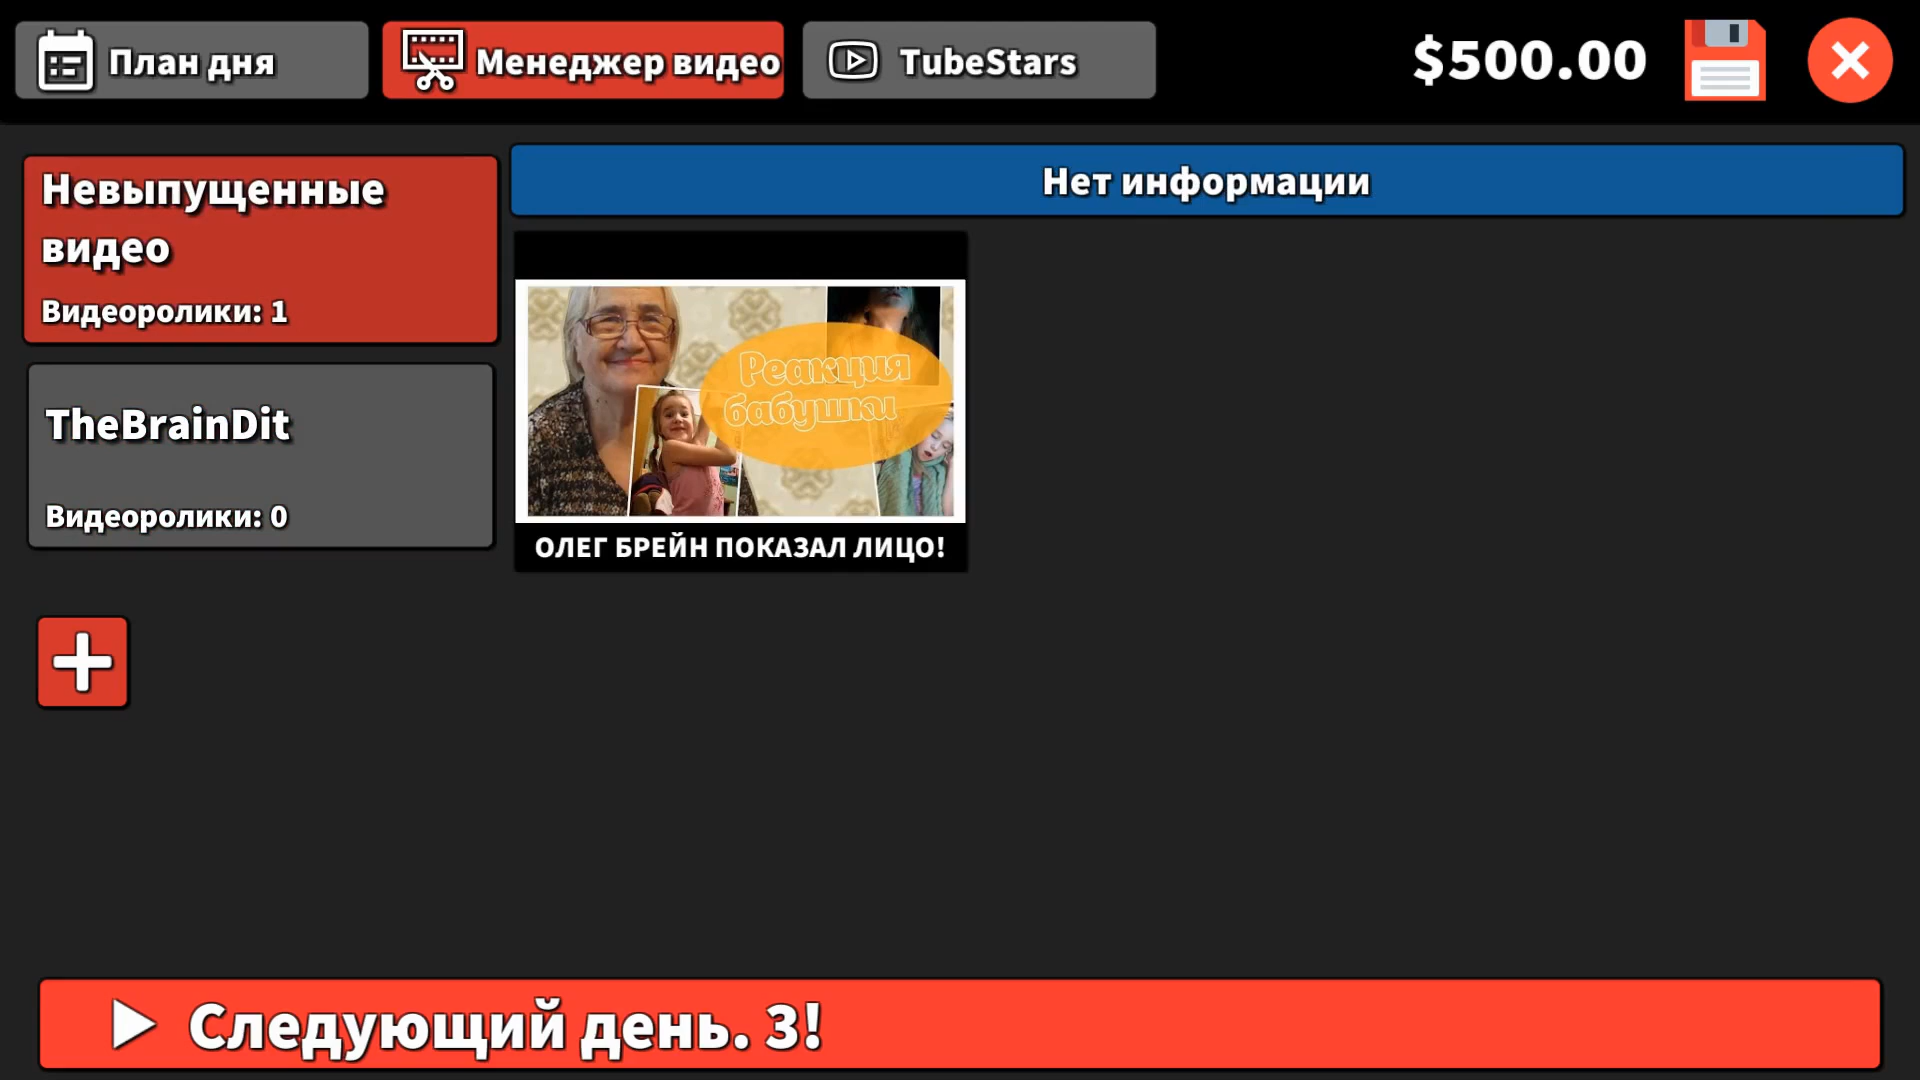 План дня
Менеджер видео
TubeStars
$500.00
Невыпущенные
видео
Видеоролики: 1
Нет информации
Реакция
бабушки
ОЛЕГ БРЕЙН ПОКАЗАЛ ЛИЦО!
TheBrainDit
Видеоролики: 0
Следующий день. 3!